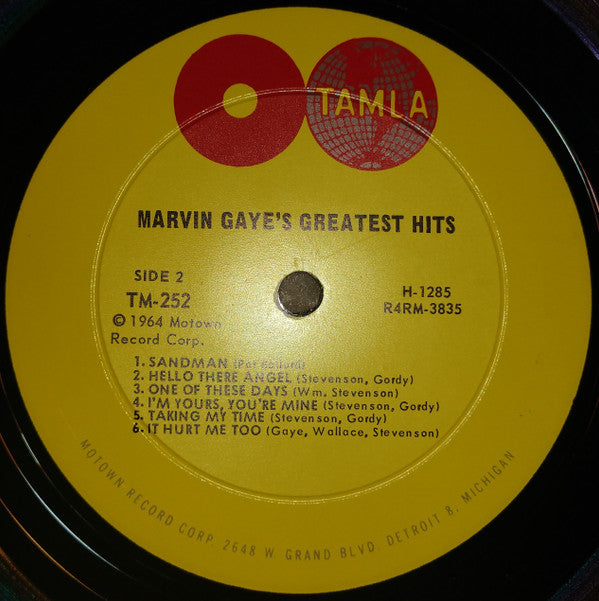 TAMLA
MARVIN GAYE'S GREATEST HITS
SIDE 2
TM-252
© 1964 Motown
Record Corp.
H-1285
R4RM-3835
1. SANDMAN (Pat Ballard)
2. HELLO THERE ANGEL (Stevenson, Gordy)
3. ONE OF THESE DAYS (Wm. Stevenson)
4. I'M YOURS, YOU'RE MINE (Stevenson, Gordy)
5. TAKING MY TIME (Stevenson, Gordy)
6. IT HURT ME TOO (Gaye, Wallace, Stevenson)
MOTOWN RECORD CORP. 2648 W. GRAND BLVD. DETROIT 8, MICHIGAN